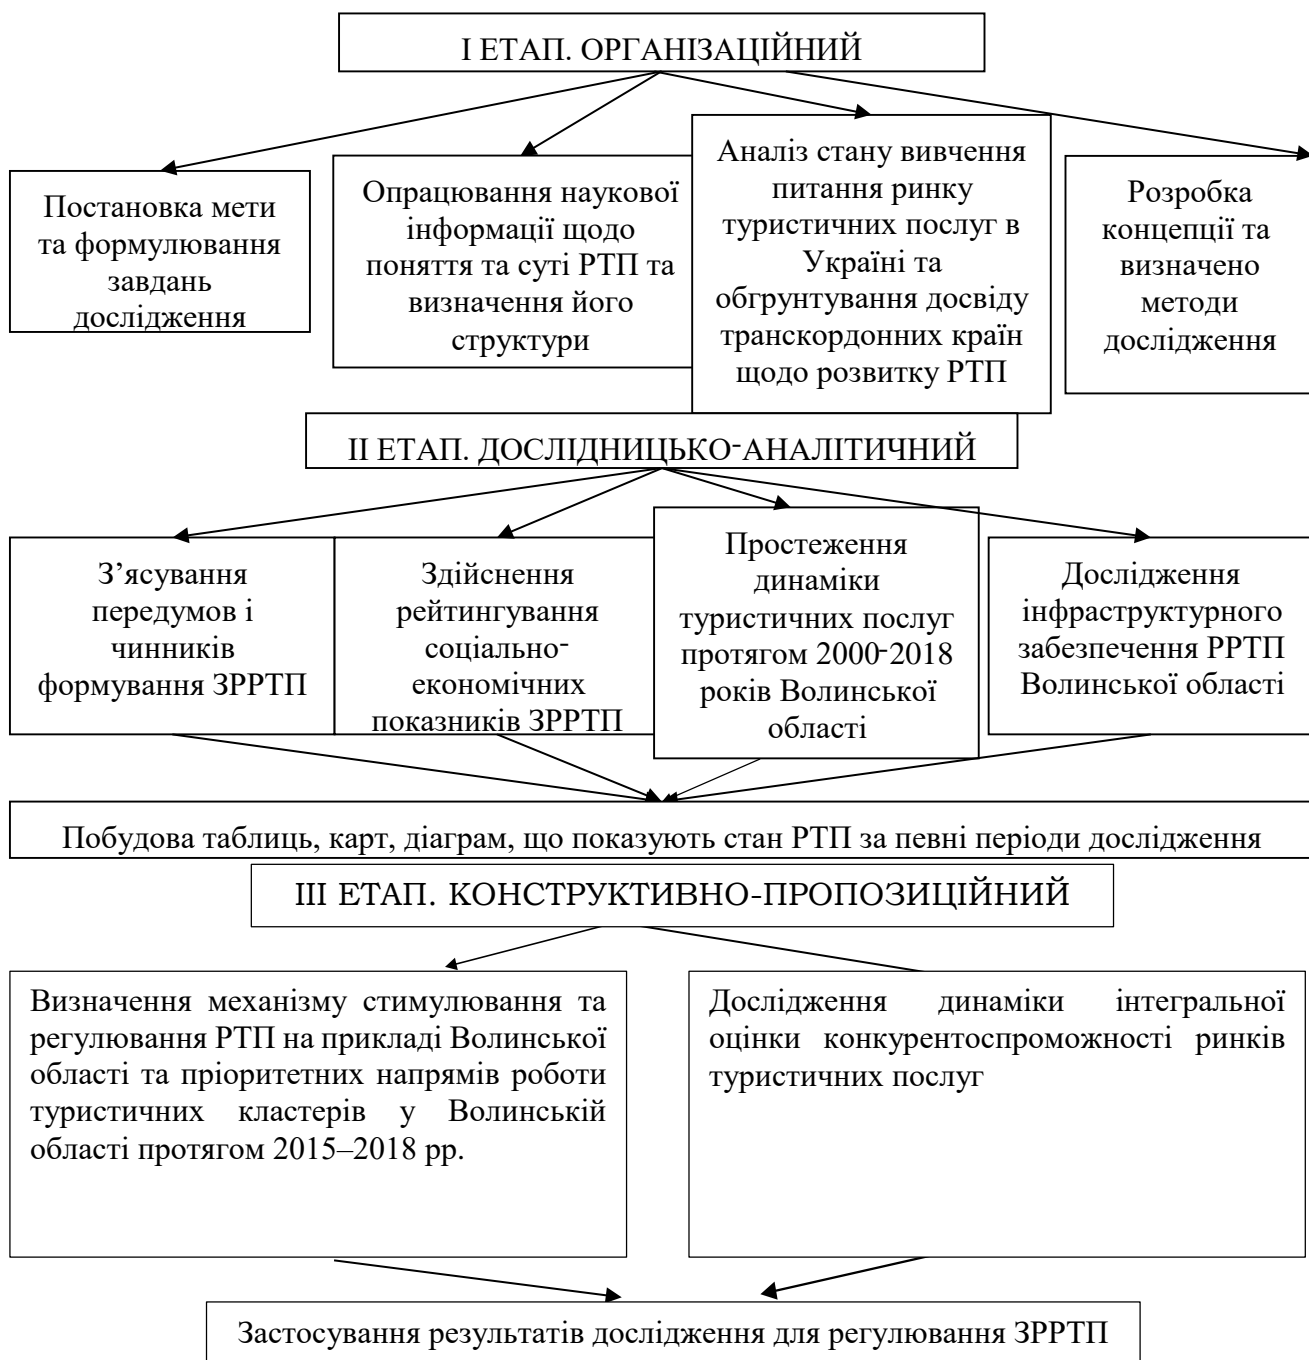 І ЕТАП. ОРГАНІЗАЦІЙНИЙ
Постановка мети
та формулювання
завдань
дослідження
Опрацювання наукової
інформації щодо
поняття та суті РТП та
визначення його
структури
Аналіз стану вивчення
питання ринку
туристичних послуг в
Україні та
обгрунтування досвіду
транскордонних країн
щодо розвитку РТП
Розробка
концепції та
визначено
методи
дослідження
ІІ ЕТАП. ДОСЛІДНИЦЬКО-АНАЛІТИЧНИЙ
З’ясування
передумов і
чинників
формування ЗРРТП
Здійснення
рейтингування
соціально-
економічних
показників ЗРРТП
Простеження
динаміки
туристичних послуг
протягом 2000-2018
років Волинської
області
Дослідження
інфраструктурного
забезпечення РРТП
Волинської області
Побудова таблиць, карт, діаграм, що показують стан РТП за певні періоди дослідження
ІІІ ЕТАП. КОНСТРУКТИВНО-ПРОПОЗИЦІЙНИЙ
Визначення механізму стимулювання та
регулювання РТП на прикладі Волинської
області та пріоритетних напрямів роботи
туристичних кластерів у Волинській
області протягом 2015–2018 рр.
Дослідження динаміки інтегральної
оцінки конкурентоспроможності ринків
туристичних послуг
Застосування результатів дослідження для регулювання ЗРРТП